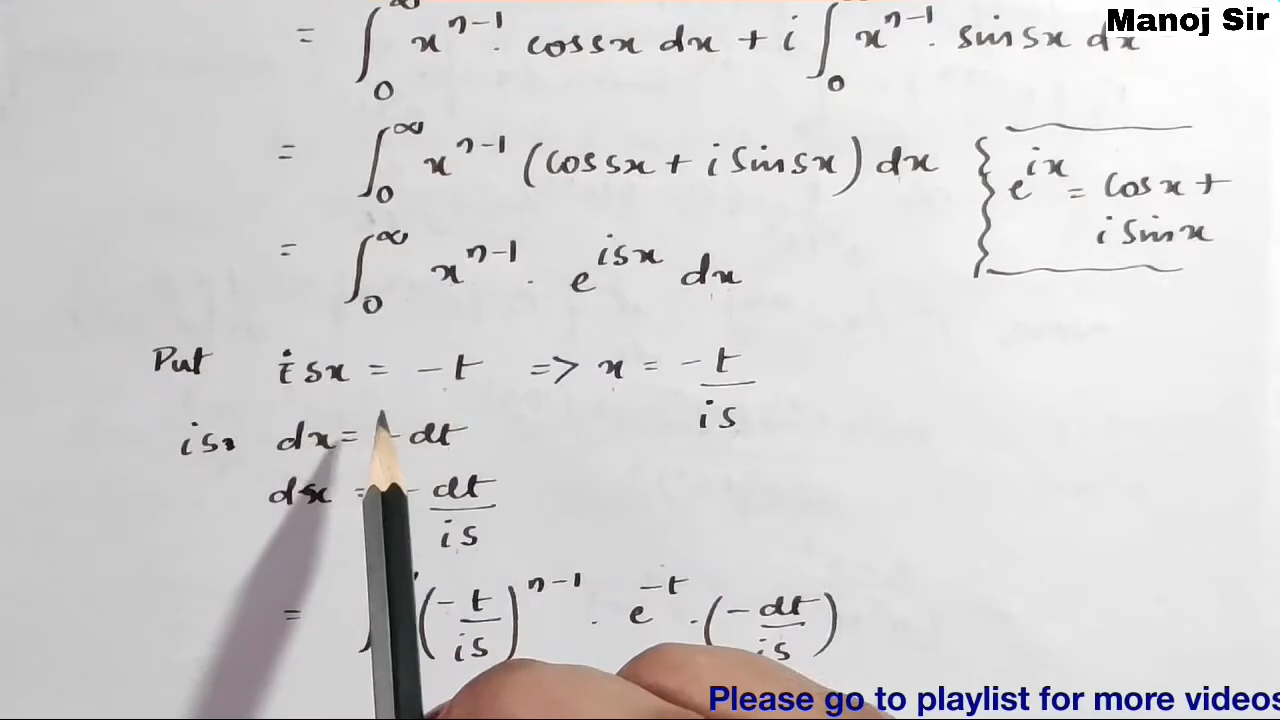 Manoj Sir
= ∫₀^∞ x^{n-1} . cos sx dx + i ∫₀ x^{n-1} . sin sx dx
= ∫₀^∞ x^{n-1} (cos sx + i sin sx) dx { e^{ix} = cos x +
i sin x
= ∫₀^∞ x^{n-1} . e^{isx} dx
Put isx = -t => x = -t/is
is. dx = -dt
dx = - dt/is
= ∫ (-t/is)^{n-1} . e^{-t} . (-dt/is)
Please go to playlist for more videos